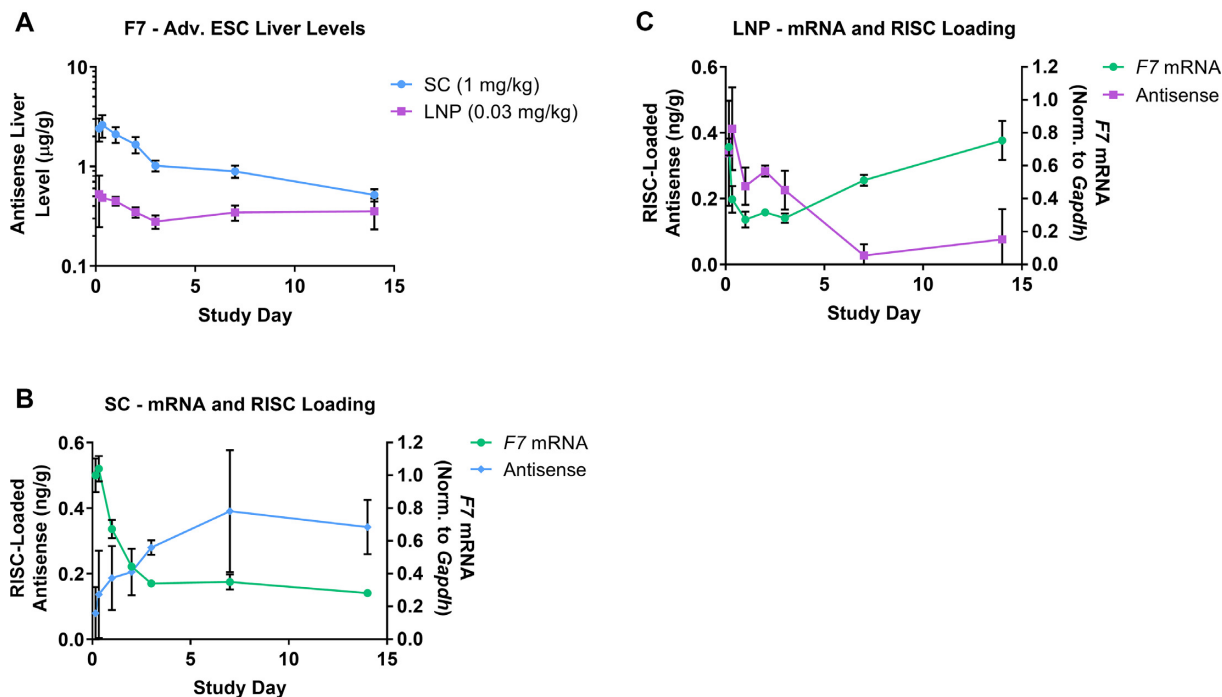 A
F7 - Adv. ESC Liver Levels
10
1
0.1
Antisense Liver
Level (µg/g)
0
5
10
15
Study Day
SC (1 mg/kg)
LNP (0.03 mg/kg)
C
LNP - mRNA and RISC Loading
0.6
0.4
0.2
0.0
RISC-Loaded
Antisense (ng/g)
1.2
1.0
0.8
0.6
0.4
0.2
0.0
F7 mRNA
(Norm. to Gapdh)
0
5
10
15
Study Day
F7 mRNA
Antisense
B
SC - mRNA and RISC Loading
0.6
0.4
0.2
0.0
RISC-Loaded
Antisense (ng/g)
1.2
1.0
0.8
0.6
0.4
0.2
0.0
F7 mRNA
(Norm. to Gapdh)
0
5
10
15
Study Day
F7 mRNA
Antisense